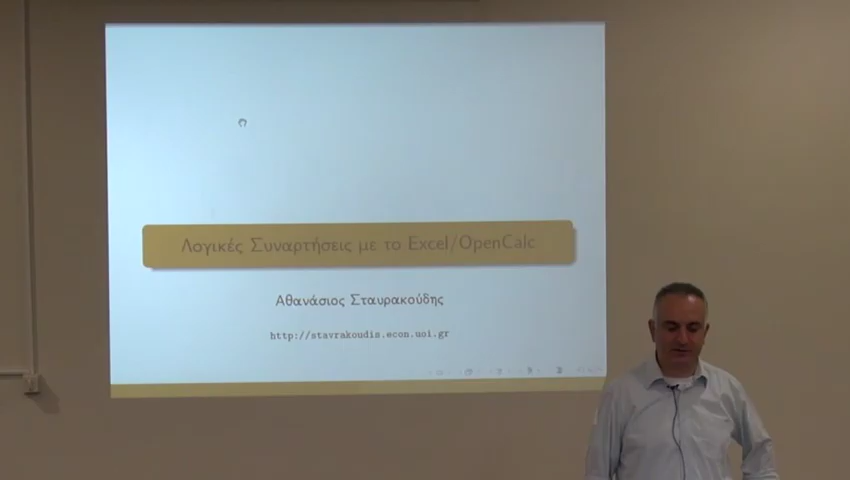 Λογικές Συναρτήσεις με το Excel/OpenCalc
Αθανάσιος Σταυρακούδης
http://stavrakoudis.econ.uoi.gr